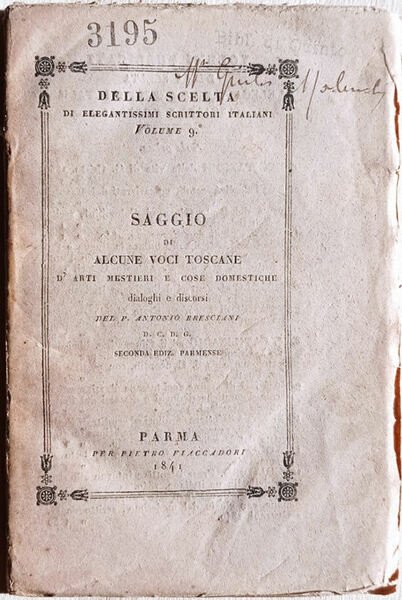 3195
DELLA SCELTA
DI ELEGANTISSIMI SCRITTORI ITALIANI
VOLUME 9.°
SAGGIO
DI
ALCUNE VOCI TOSCANE
D' ARTI MESTIERI E COSE DOMESTICHE
dialoghi e discorsi
DEL P. ANTONIO BRESCIANI
D. C. D. G.
SECONDA EDIZ. PARMENSE
PARMA
PER PIETRO FIACCADORI
1841